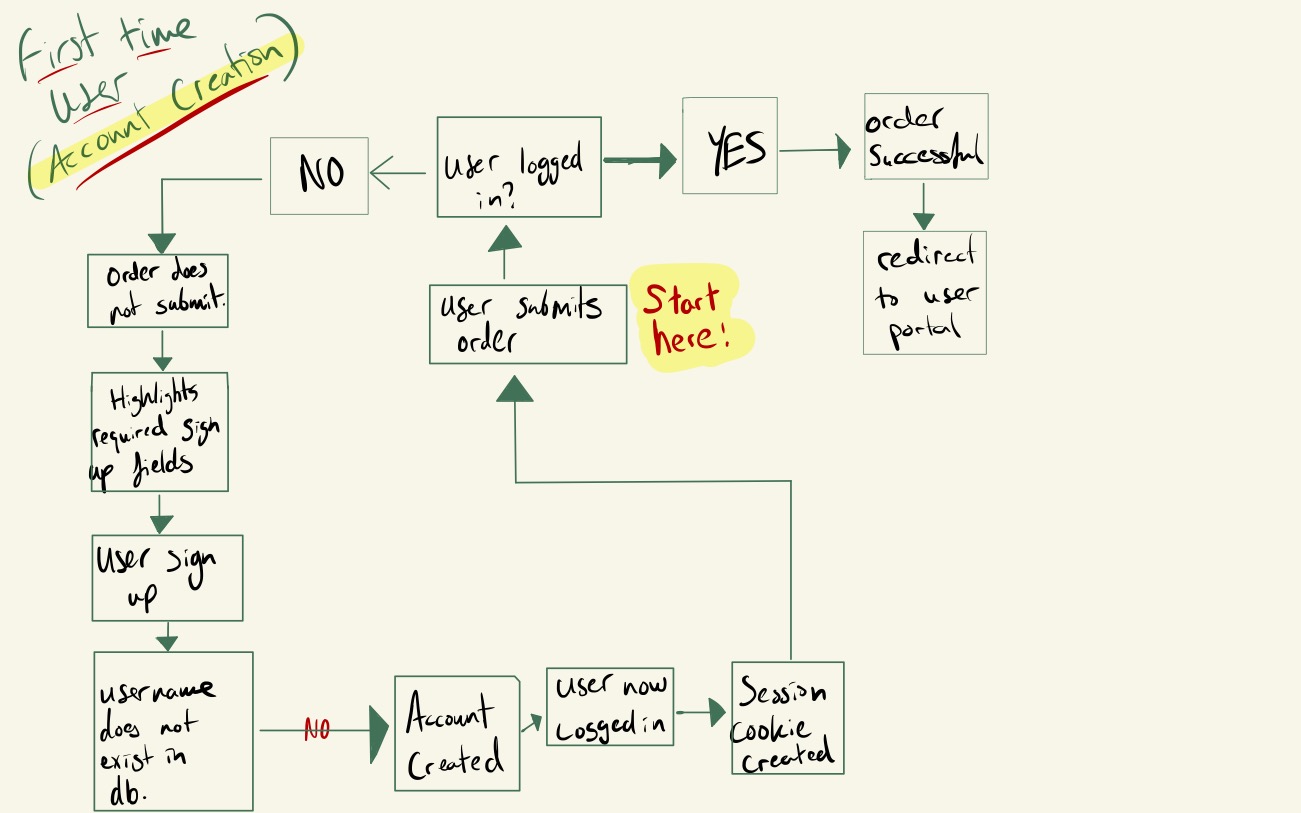 First time
User
(Account Creation)
NO
User logged
in?
YES
order
Successful
redirect
to user
portal
Order does
not submit.
User submits
order
Start
here!
Highlights
required sign
up fields
User sign
up
username
does not
exist in
db.
NO
Account
Created
User now
Logged in
Session
Cookie
Created